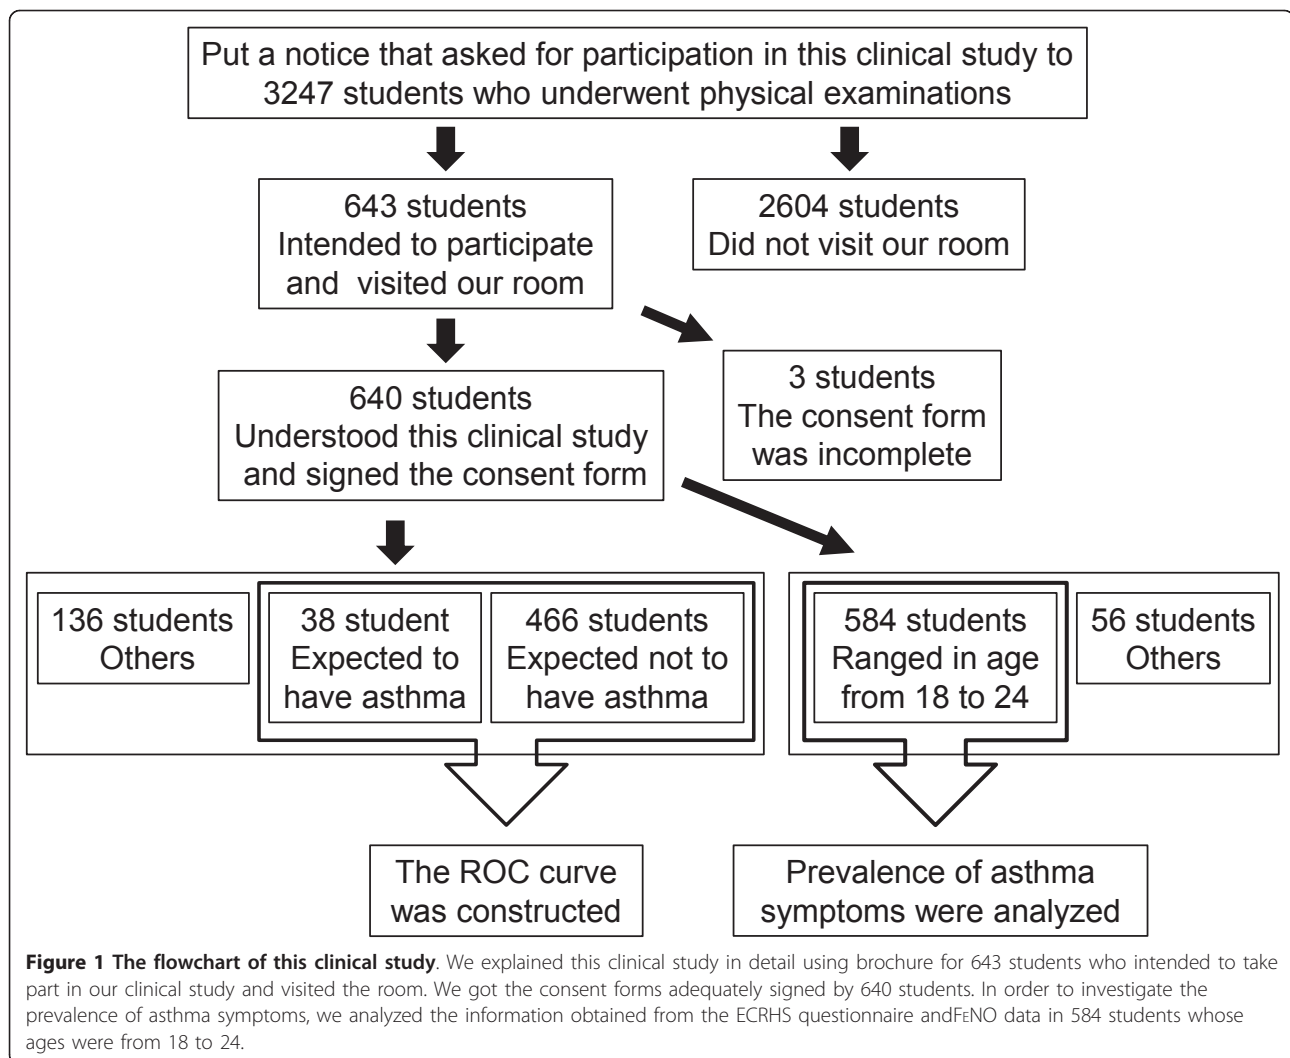 Put a notice that asked for participation in this clinical study to
3247 students who underwent physical examinations
643 students
Intended to participate
and visited our room
2604 students
Did not visit our room
640 students
Understood this clinical study
and signed the consent form
3 students
The consent form
was incomplete
136 students
Others
38 student
Expected to
have asthma
466 students
Expected not to
have asthma
584 students
Ranged in age
from 18 to 24
56 students
Others
The ROC curve
was constructed
Prevalence of asthma
symptoms were analyzed
Figure 1 The flowchart of this clinical study. We explained this clinical study in detail using brochure for 643 students who intended to take
part in our clinical study and visited the room. We got the consent forms adequately signed by 640 students. In order to investigate the
prevalence of asthma symptoms, we analyzed the information obtained from the ECRHS questionnaire andFENO data in 584 students whose
ages were from 18 to 24.